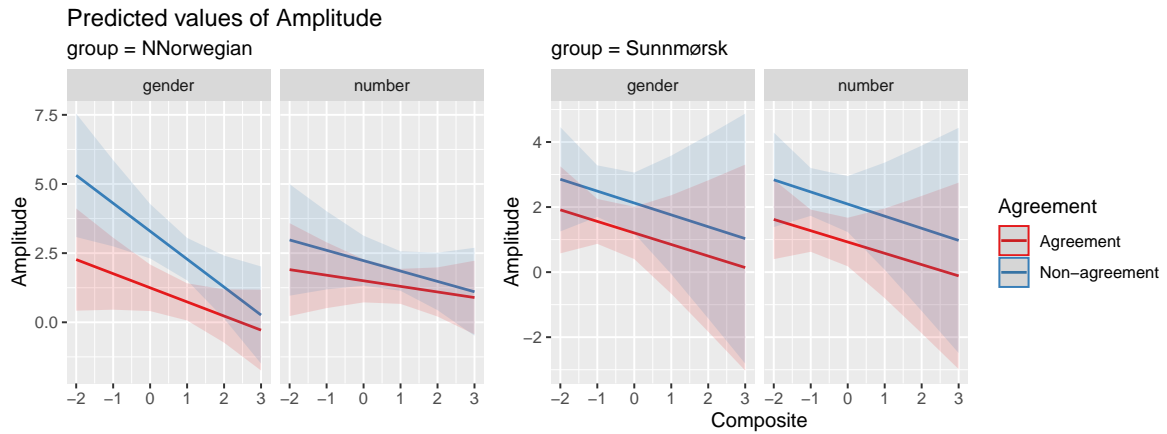 Predicted values of Amplitude
group = NNorwegian
group = Sunnmørsk
gender
number
gender
number
Amplitude
7.5
5.0
2.5
0.0
−2 −1 0 1 2 3
−2 −1 0 1 2 3
Amplitude
4
2
0
−2
−2 −1 0 1 2 3
−2 −1 0 1 2 3
Composite
Agreement
Agreement
Non−agreement